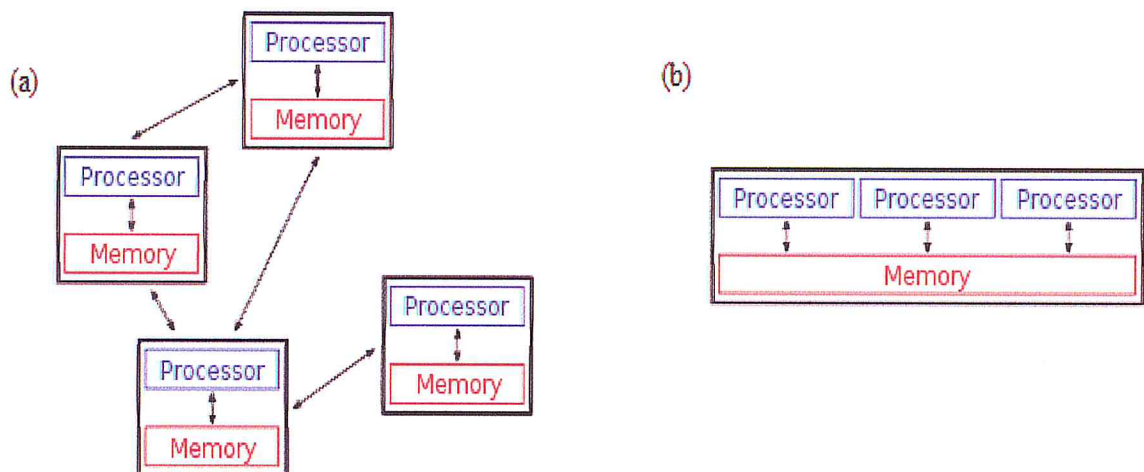 (a)
Processor
Memory
Processor
Memory
Processor
Memory
Processor
Memory
(b)
Processor Processor Processor
Memory